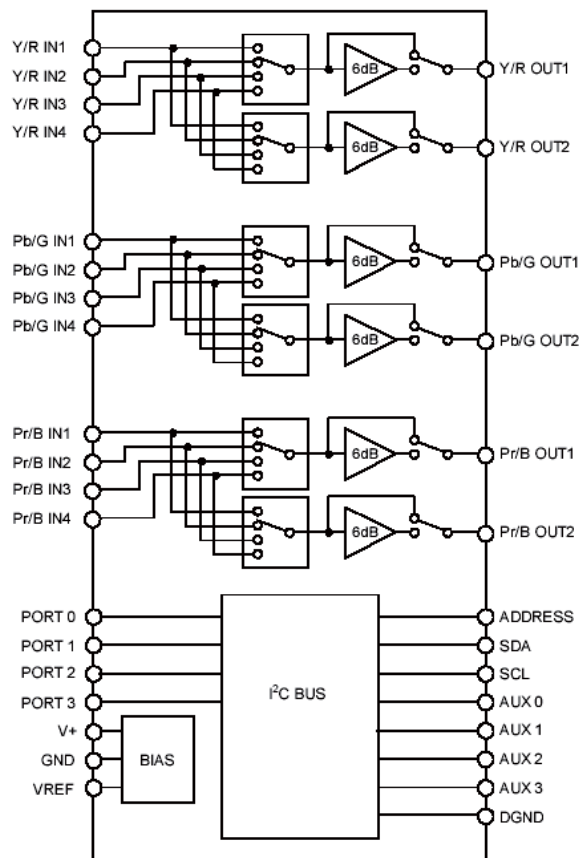 Y/R IN1
Y/R IN2
Y/R IN3
Y/R IN4
6dB
Y/R OUT1
6dB
Y/R OUT2
Pb/G IN1
Pb/G IN2
Pb/G IN3
Pb/G IN4
6dB
Pb/G OUT1
6dB
Pb/G OUT2
Pr/B IN1
Pr/B IN2
Pr/B IN3
Pr/B IN4
6dB
Pr/B OUT1
6dB
Pr/B OUT2
PORT 0
PORT 1
PORT 2
PORT 3
V+
GND
VREF
BIAS
I²C BUS
ADDRESS
SDA
SCL
AUX 0
AUX 1
AUX 2
AUX 3
DGND